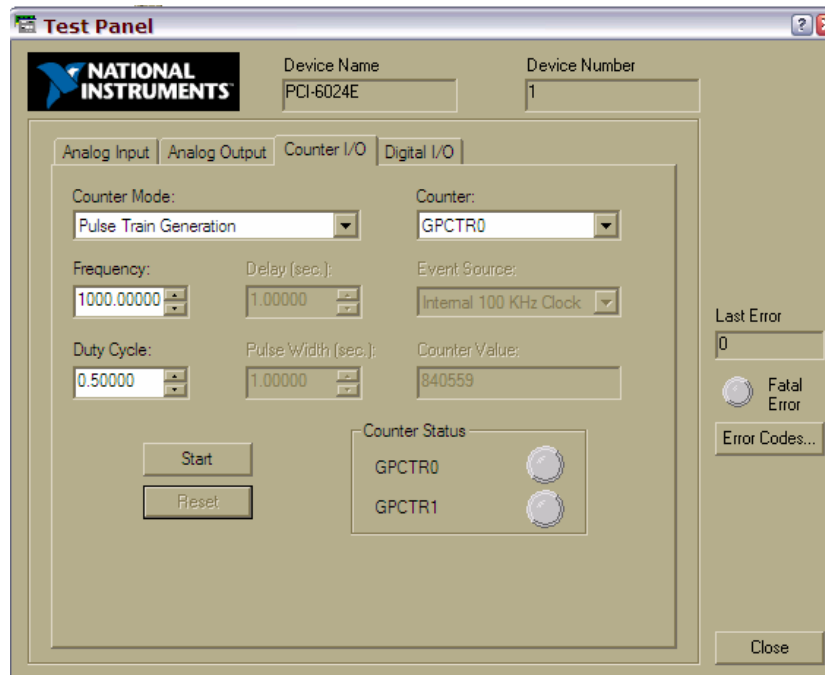 Test Panel
NATIONAL
INSTRUMENTS
Device Name
PCI-6024E
Device Number
1
Analog Input
Analog Output
Counter I/O
Digital I/O
Counter Mode:
Pulse Train Generation
Counter:
GPCTR0
Frequency:
1000.00000
Delay (sec.):
1.00000
Event Source:
Internal 100 KHz Clock
Duty Cycle:
0.50000
Pulse Width (sec.):
1.00000
Counter Value:
840559
Start
Reset
Counter Status
GPCTR0
GPCTR1
Last Error
0
Fatal
Error
Error Codes...
Close